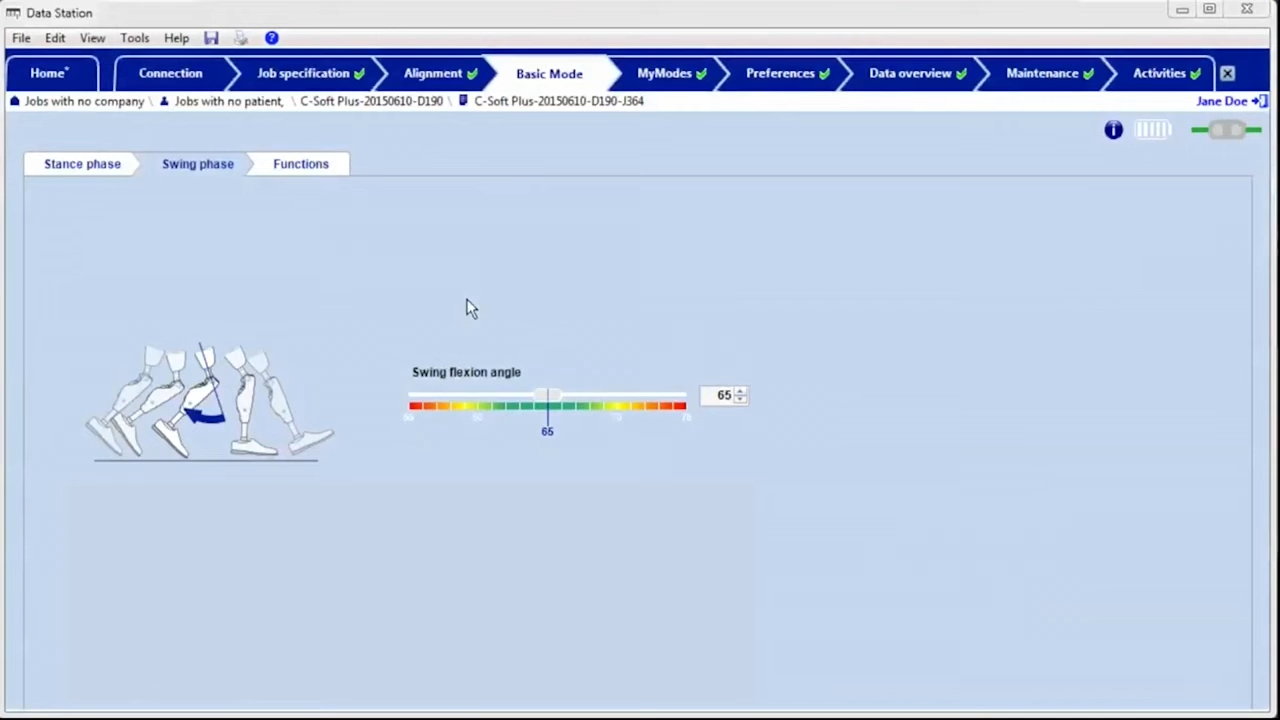 Data Station
File Edit View Tools Help
Home* Connection Job specification Alignment Basic Mode MyModes Preferences Data overview Maintenance Activities
Jobs with no company \ Jobs with no patient, \ C-Soft Plus-20150610-D190 \ C-Soft Plus-20150610-D190-J364 Jane Doe
Stance phase Swing phase Functions
Swing flexion angle
65
65